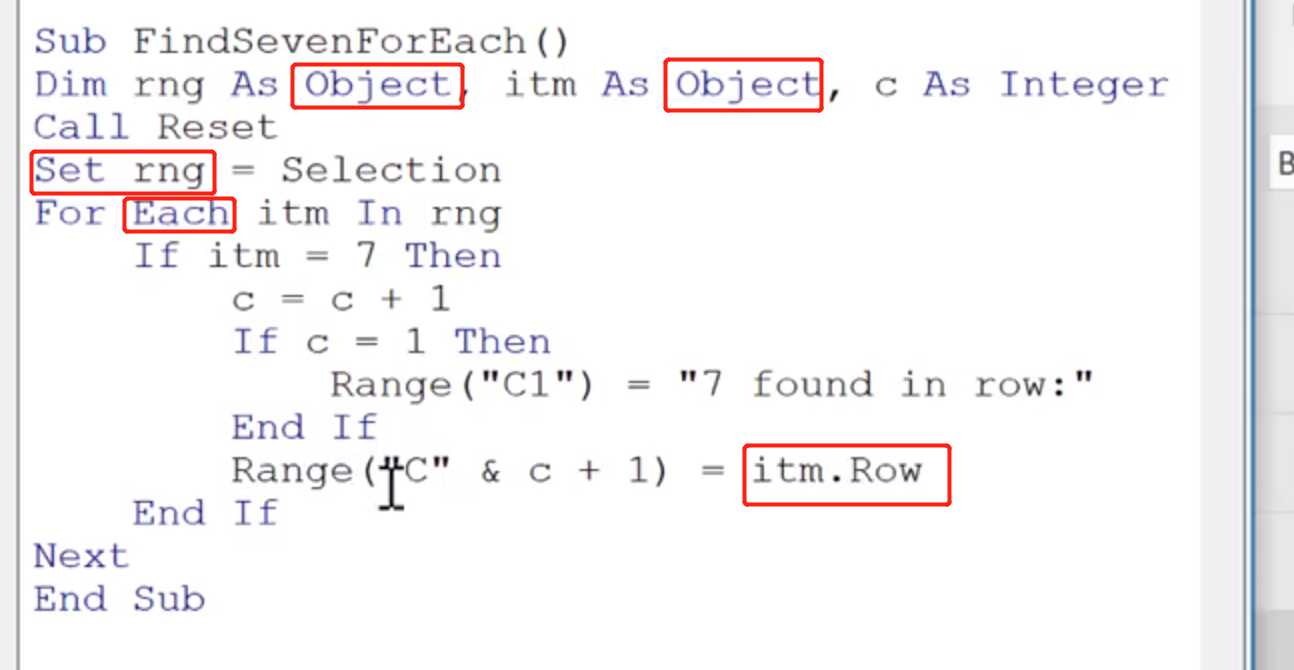 Sub FindSevenForEach()
Dim rng As Object, itm As Object, c As Integer
Call Reset
Set rng = Selection
For Each itm In rng
    If itm = 7 Then
        c = c + 1
        If c = 1 Then
            Range("C1") = "7 found in row:"
        End If
        Range("C" & c + 1) = itm.Row
    End If
Next
End Sub
B